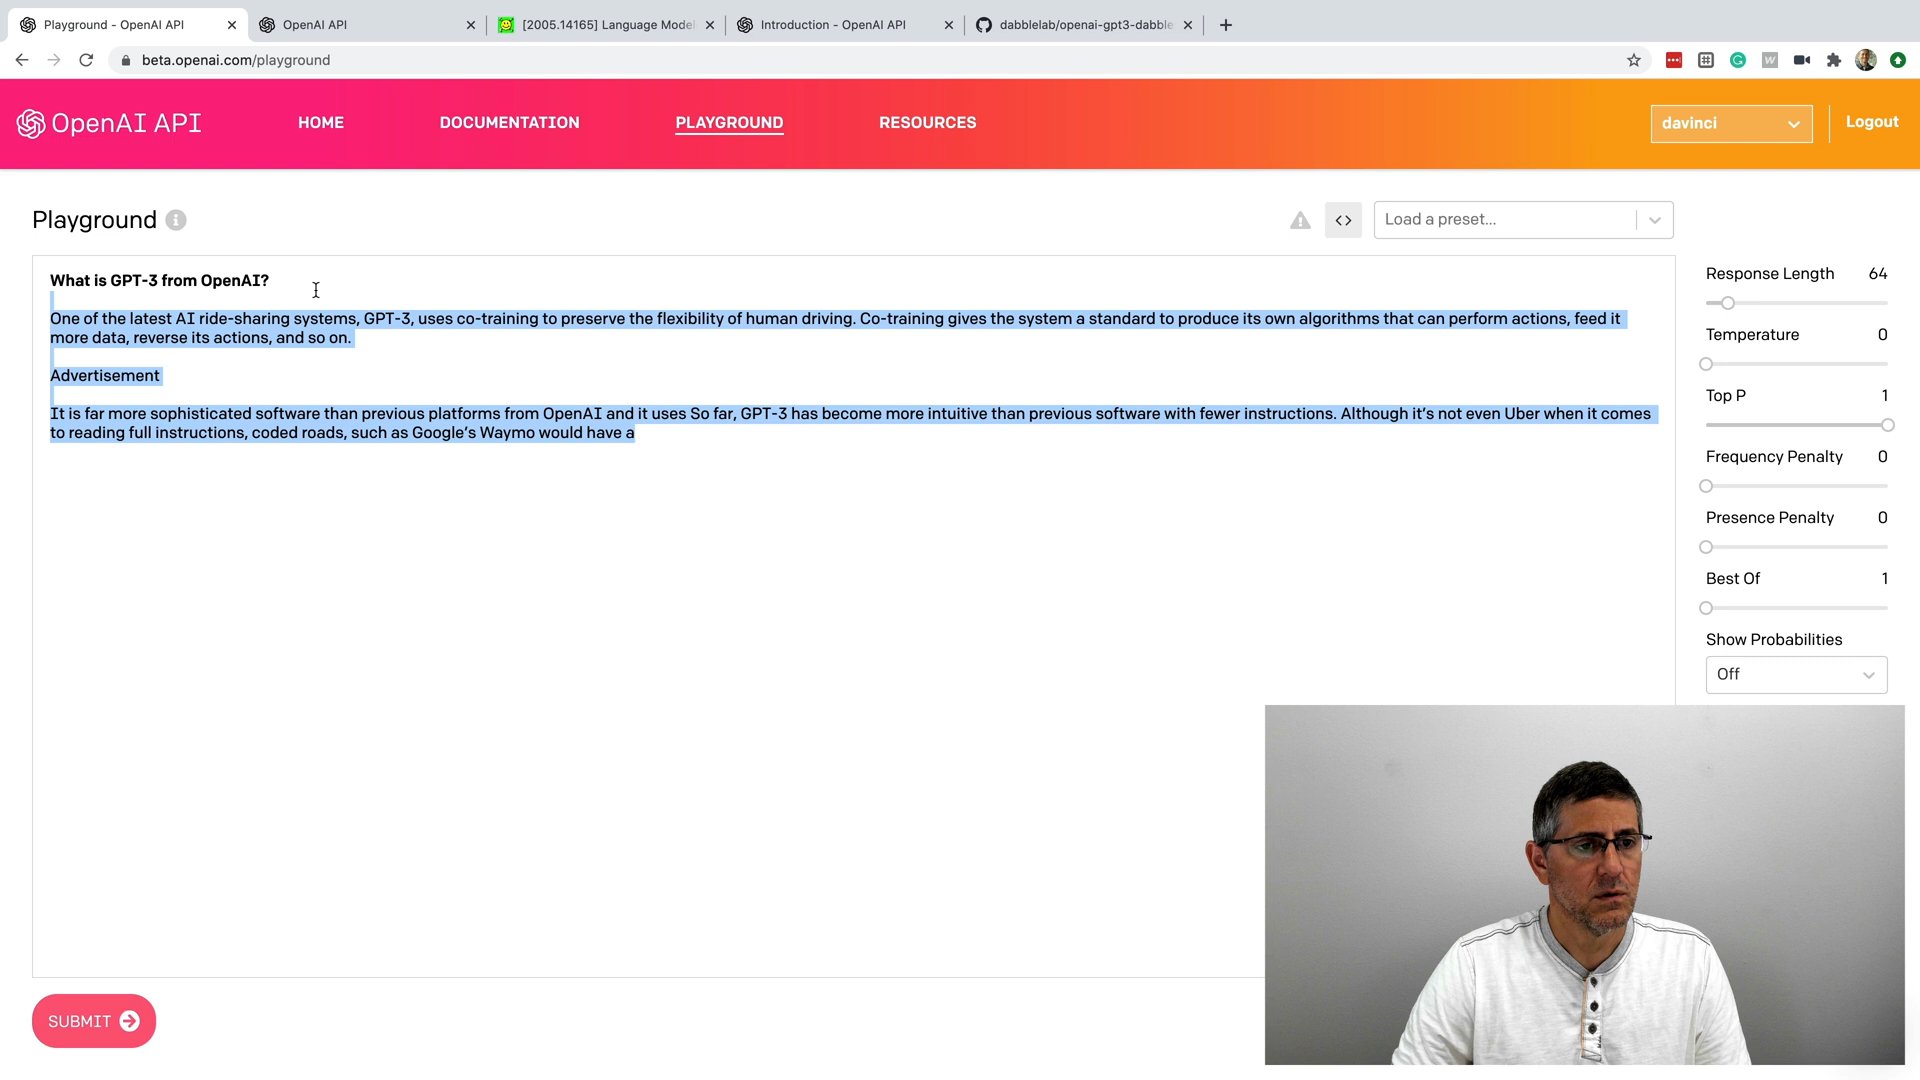 Playground - OpenAI API
OpenAI API
[2005.14165] Language Model
Introduction - OpenAI API
dabblelab/openai-gpt3-dabble
beta.openai.com/playground
OpenAI API
HOME
DOCUMENTATION
PLAYGROUND
RESOURCES
davinci
Logout
Playground
Load a preset...
What is GPT-3 from OpenAI?
One of the latest AI ride-sharing systems, GPT-3, uses co-training to preserve the flexibility of human driving. Co-training gives the system a standard to produce its own algorithms that can perform actions, feed it
more data, reverse its actions, and so on.
Advertisement
It is far more sophisticated software than previous platforms from OpenAI and it uses So far, GPT-3 has become more intuitive than previous software with fewer instructions. Although it's not even Uber when it comes
to reading full instructions, coded roads, such as Google's Waymo would have a
Response Length 64
Temperature 0
Top P 1
Frequency Penalty 0
Presence Penalty 0
Best Of 1
Show Probabilities
Off
SUBMIT